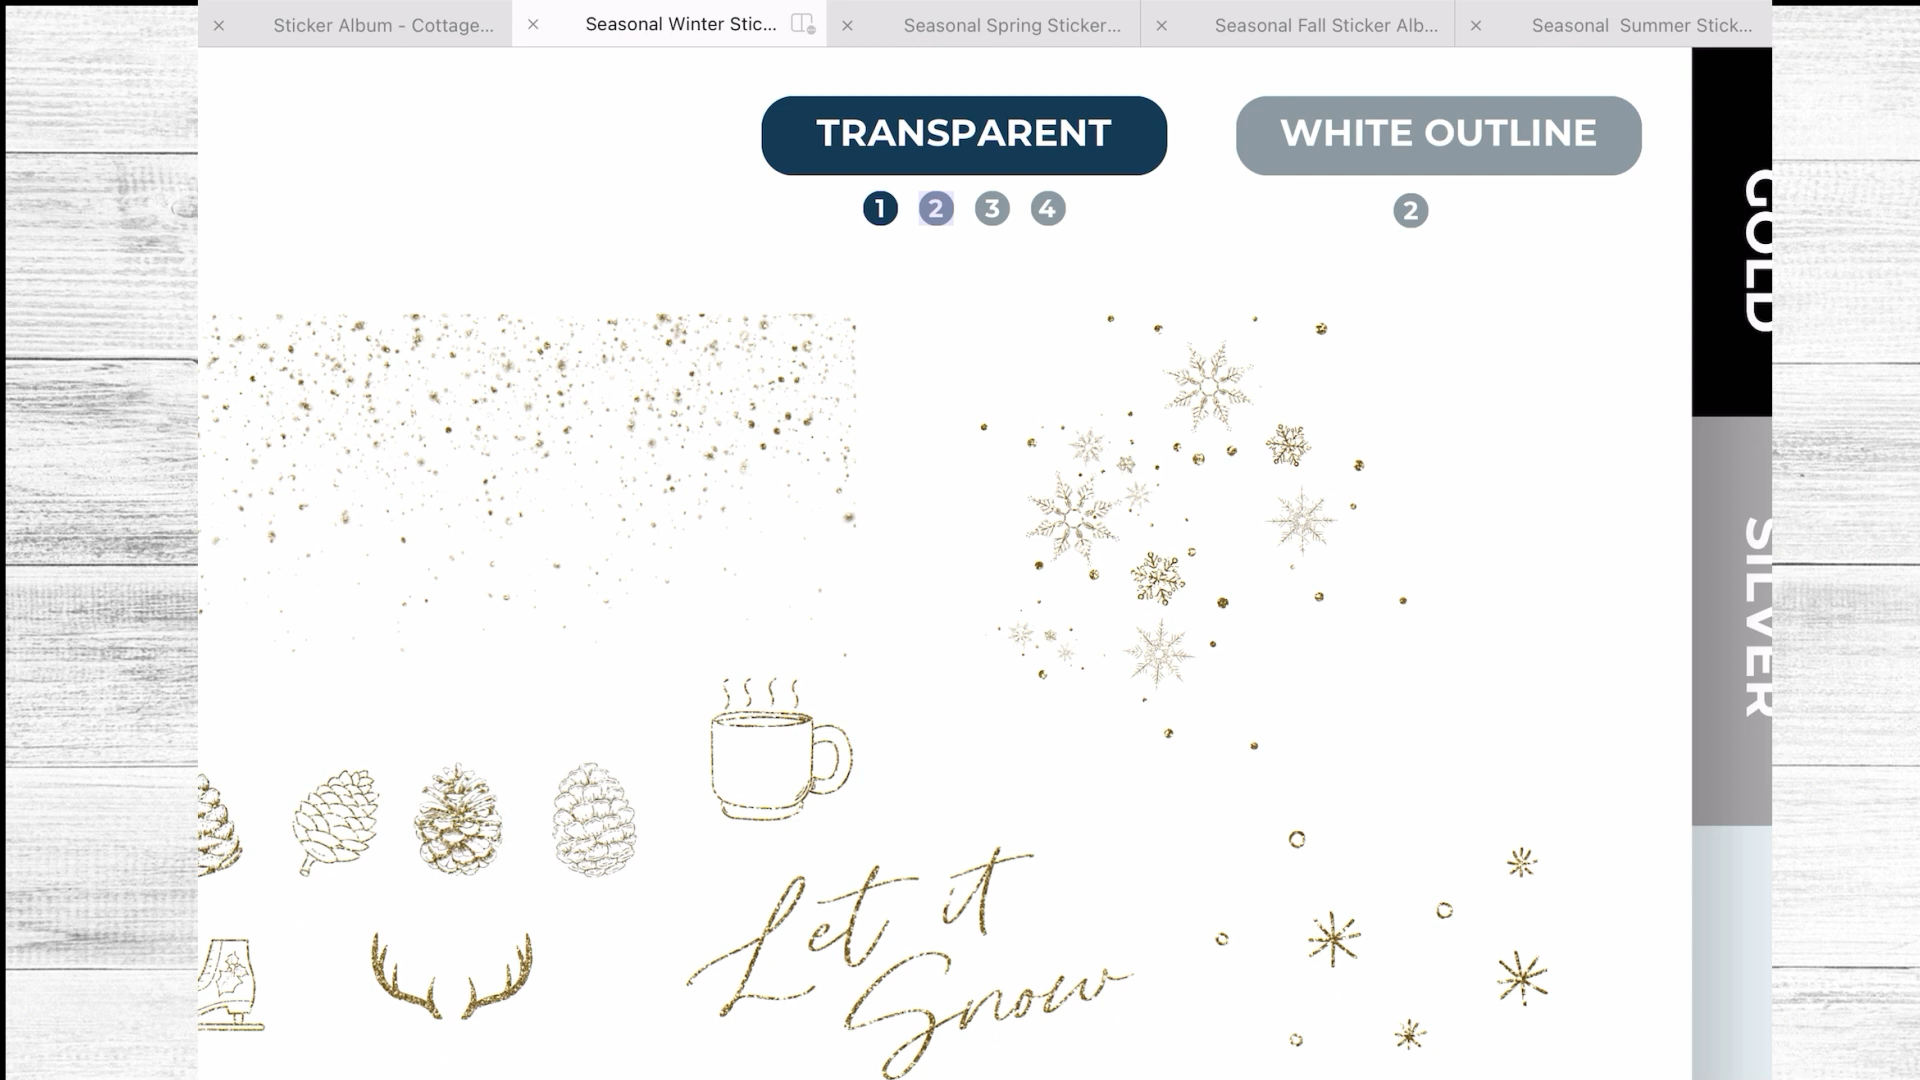 Sticker Album - Cottage...
Seasonal Winter Stic...
Seasonal Spring Sticker...
Seasonal Fall Sticker Alb...
Seasonal Summer Stick...
TRANSPARENT
WHITE OUTLINE
1 2 3 4
2
GOLD
SILVER
Let it
Snow